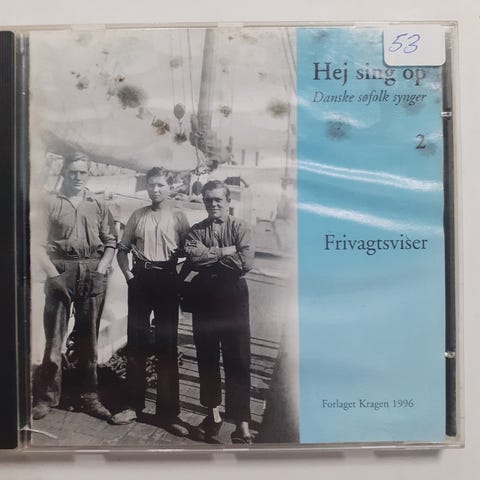 53
Hej sing op
Danske søfolk synger
2
Frivagtsviser
Forlaget Kragen 1996